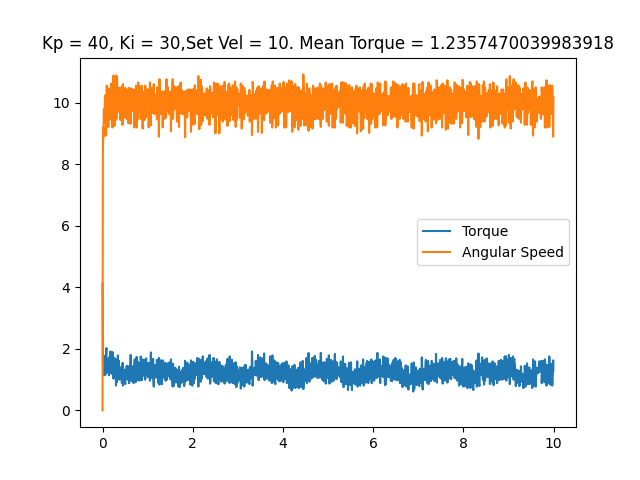 Kp = 40, Ki = 30,Set Vel = 10. Mean Torque = 1.2357470039983918
10
8
6
4
2
0
Torque
Angular Speed
0 2 4 6 8 10